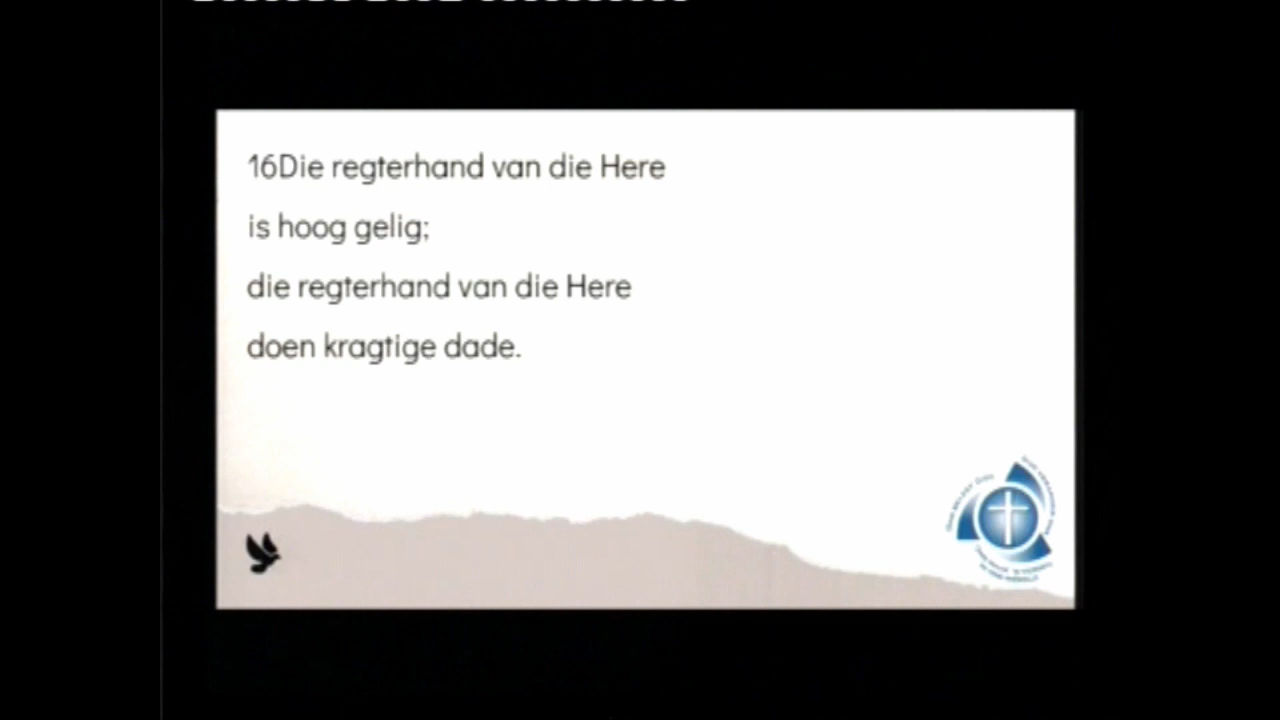 16Die regterhand van die Here
is hoog gelig;
die regterhand van die Here
doen kragtige dade.